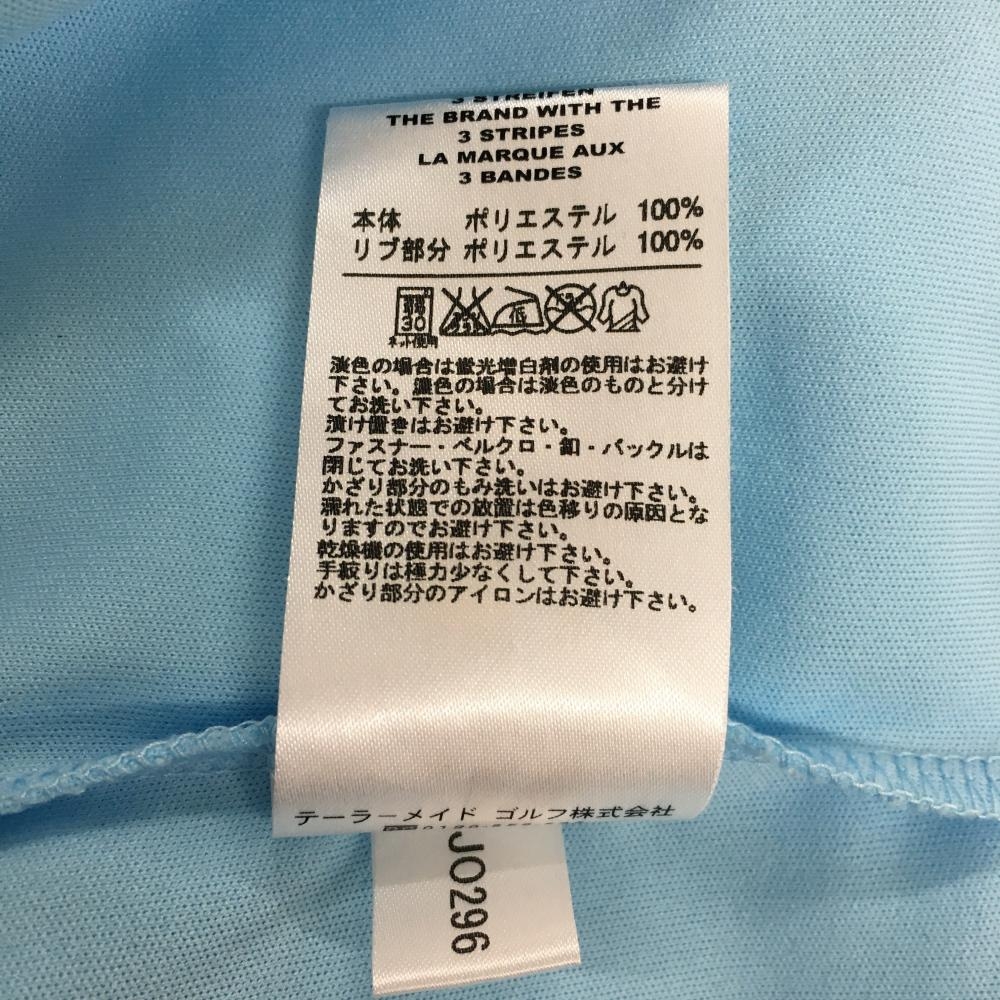 3 STREIFEN
THE BRAND WITH THE
3 STRIPES
LA MARQUE AUX
3 BANDES
本体 ポリエステル 100%
リブ部分 ポリエステル 100%
30
低
ネット使用
淡色の場合は蛍光増白剤の使用はお避け
下さい。濃色の場合は淡色のものと分け
てお洗い下さい。
漬け置きはお避け下さい。
ファスナー・ベルクロ・釦・バックルは
閉じてお洗い下さい。
かざり部分のもみ洗いはお避け下さい。
濡れた状態での放置は色移りの原因とな
りますのでお避け下さい。
乾燥機の使用はお避け下さい。
手絞りは極力少なくして下さい。
かざり部分のアイロンはお避け下さい。
テーラーメイド ゴルフ株式会社
JO296